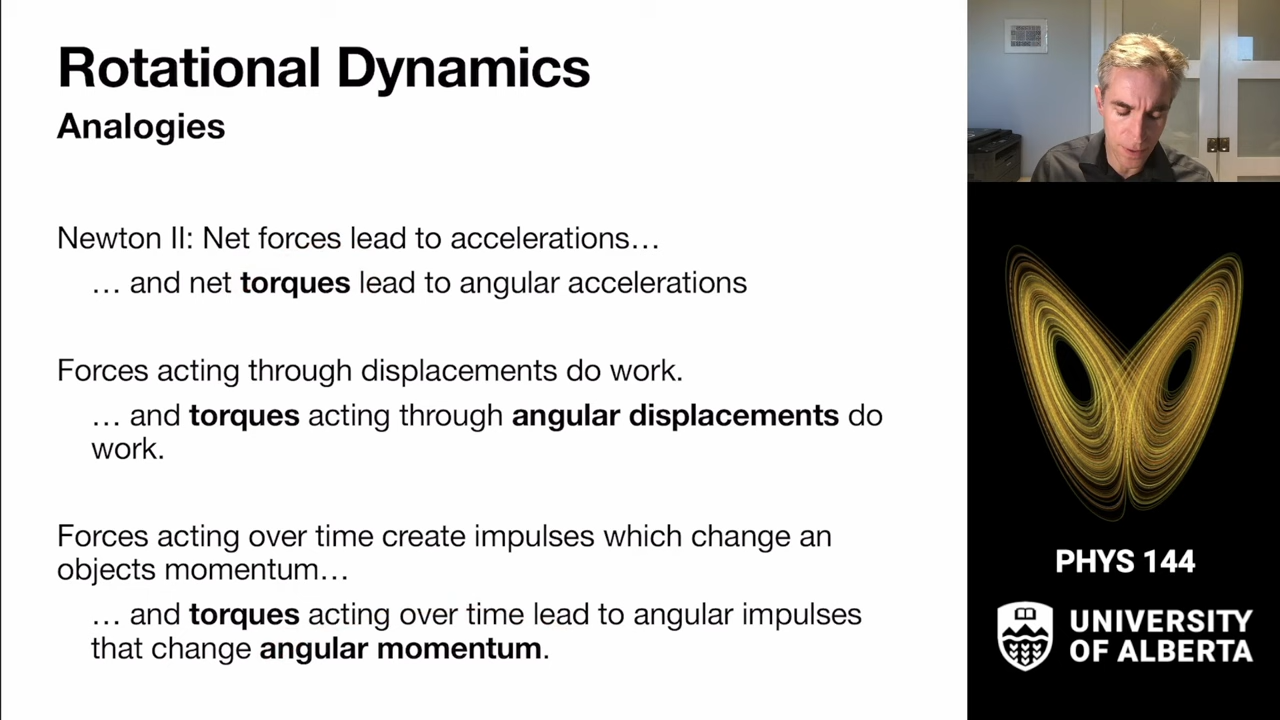 Rotational Dynamics
Analogies
Newton II: Net forces lead to accelerations…
… and net torques lead to angular accelerations
Forces acting through displacements do work.
… and torques acting through angular displacements do
work.
Forces acting over time create impulses which change an
objects momentum…
… and torques acting over time lead to angular impulses
that change angular momentum.
PHYS 144
UNIVERSITY
OF ALBERTA